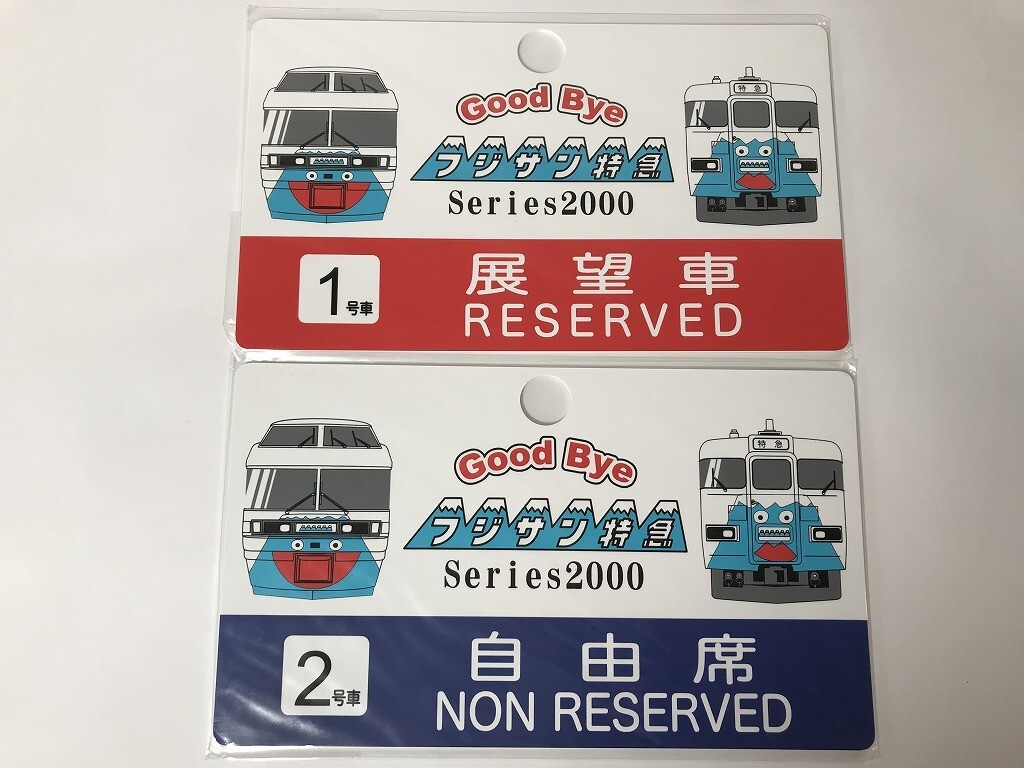 Good Bye
特急
フジサン特急
Series2000
1号車
展望車
RESERVED
Good Bye
特急
フジサン特急
Series2000
2号車
自由席
NON RESERVED